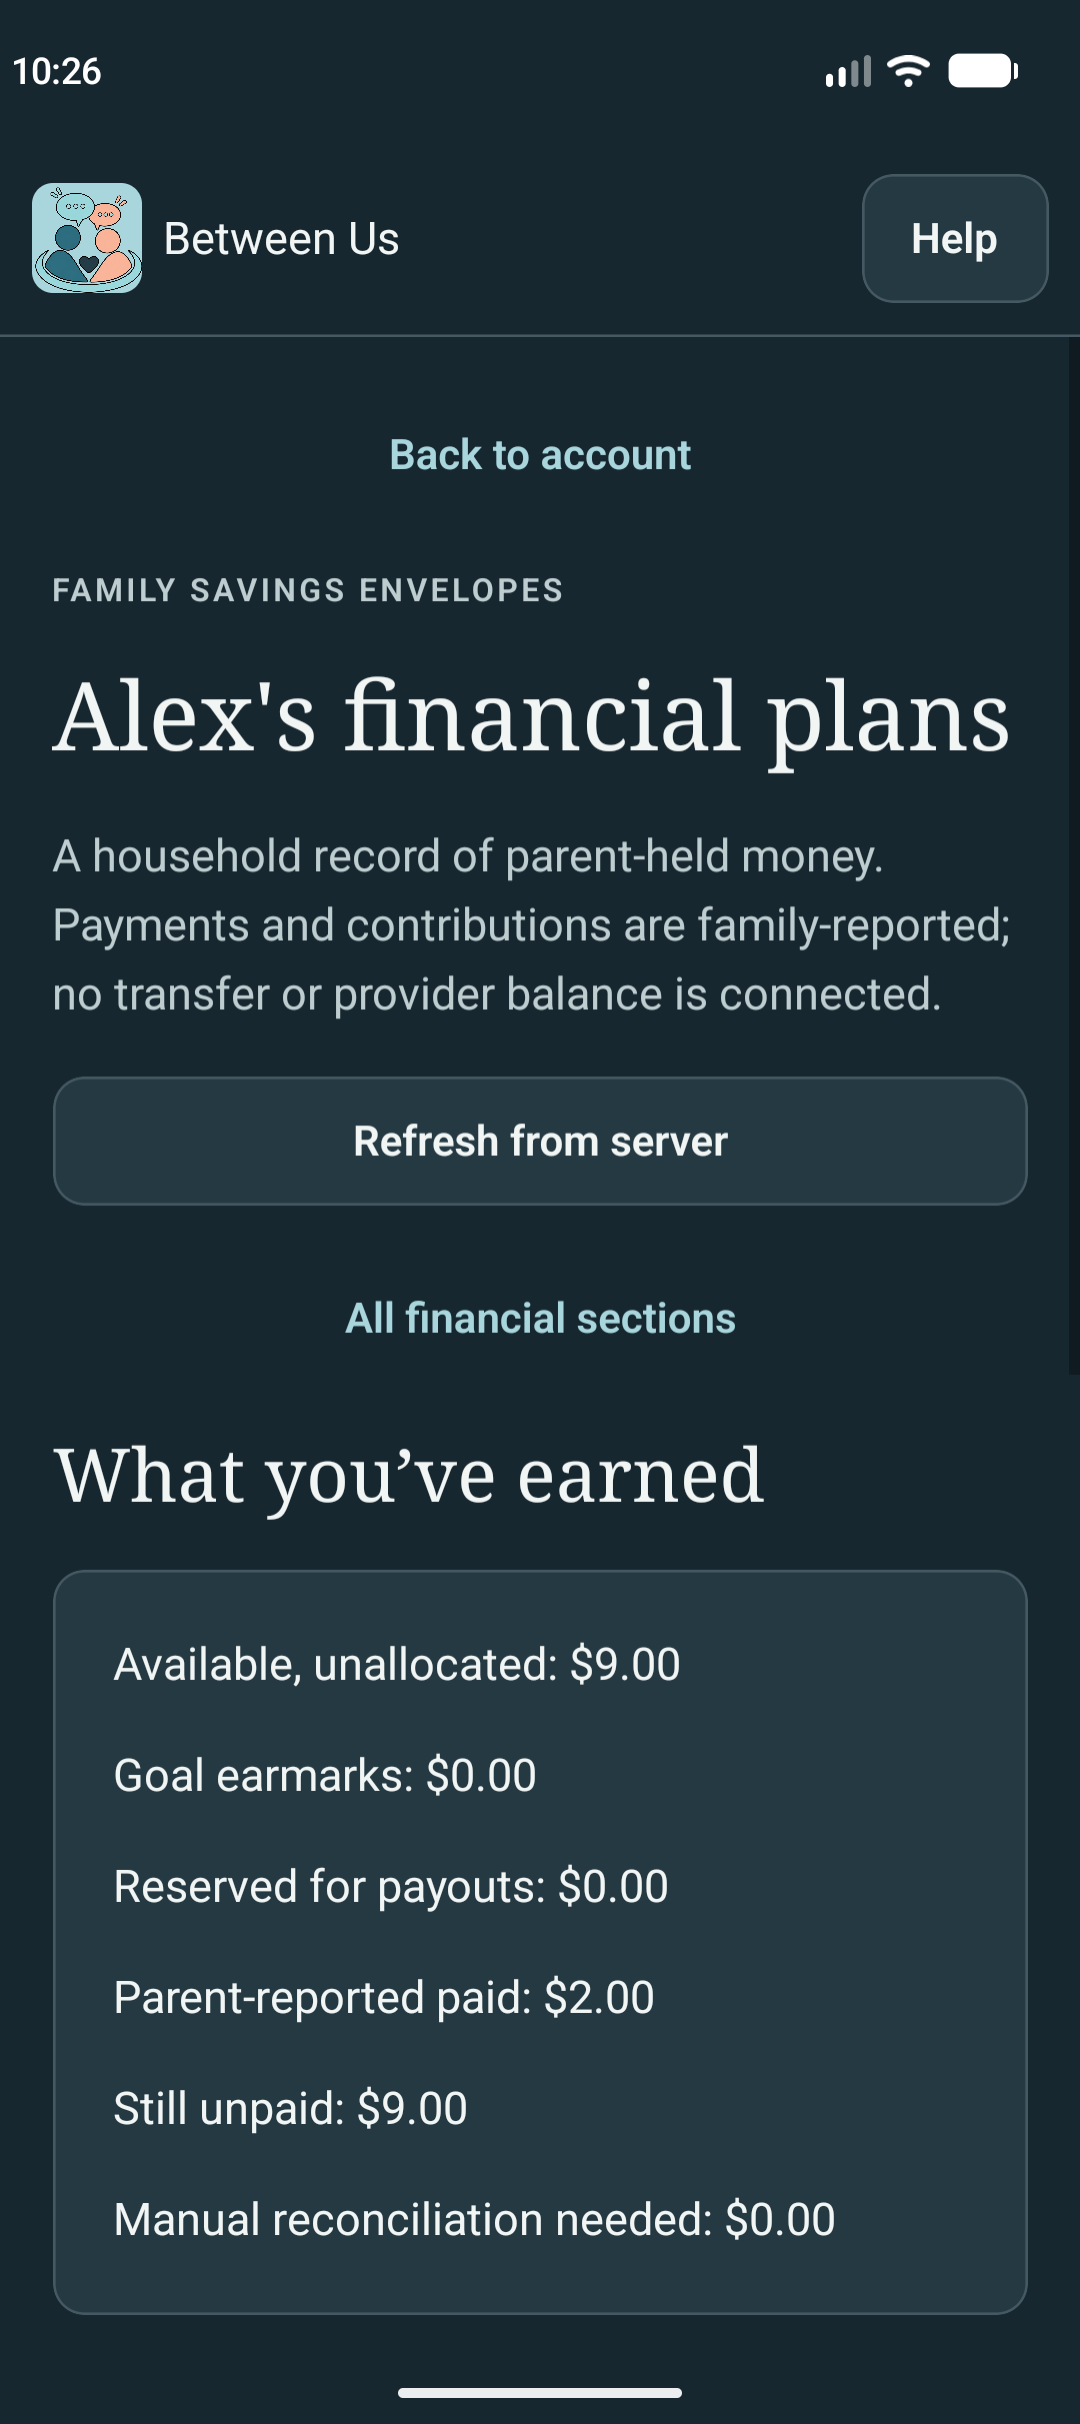 10:26
Between Us
Help
Back to account
FAMILY SAVINGS ENVELOPES
Alex's financial plans
A household record of parent-held money.
Payments and contributions are family-reported;
no transfer or provider balance is connected.
Refresh from server
All financial sections
What you’ve earned
Available, unallocated: $9.00
Goal earmarks: $0.00
Reserved for payouts: $0.00
Parent-reported paid: $2.00
Still unpaid: $9.00
Manual reconciliation needed: $0.00